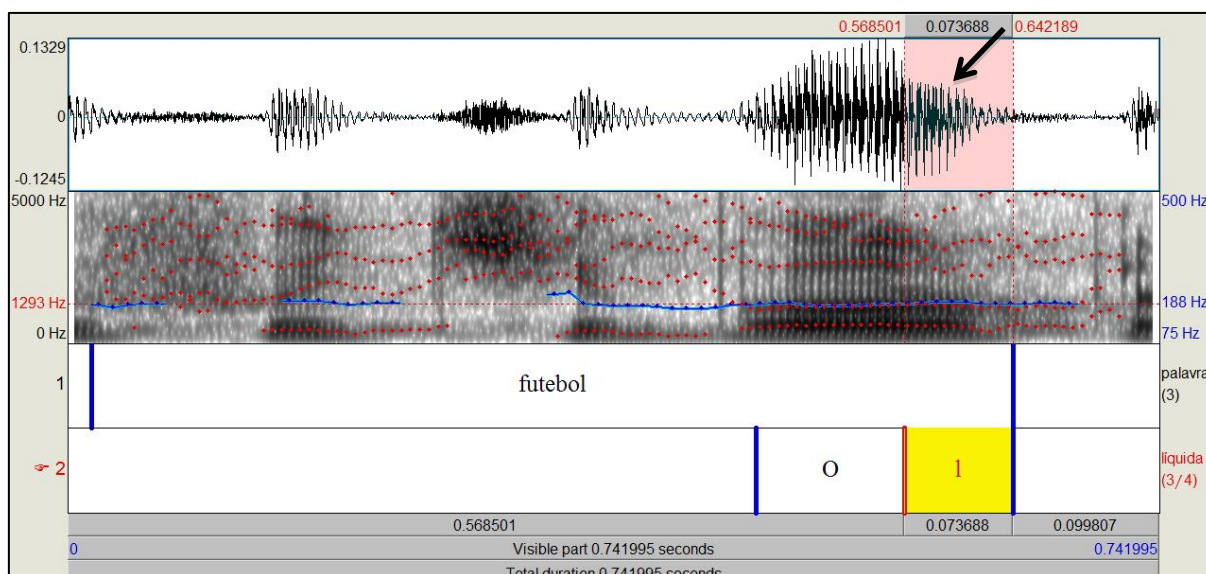 0.568501 0.073688 0.642189
0.1329
0
-0.1245
5000 Hz 500 Hz
1293 Hz 188 Hz
0 Hz 75 Hz
1 futebol palavra
(3)
☞ 2 O l líquida
(3/4)
0.568501 0.073688 0.099807
0 Visible part 0.741995 seconds 0.741995
Total duration 0.741995 seconds